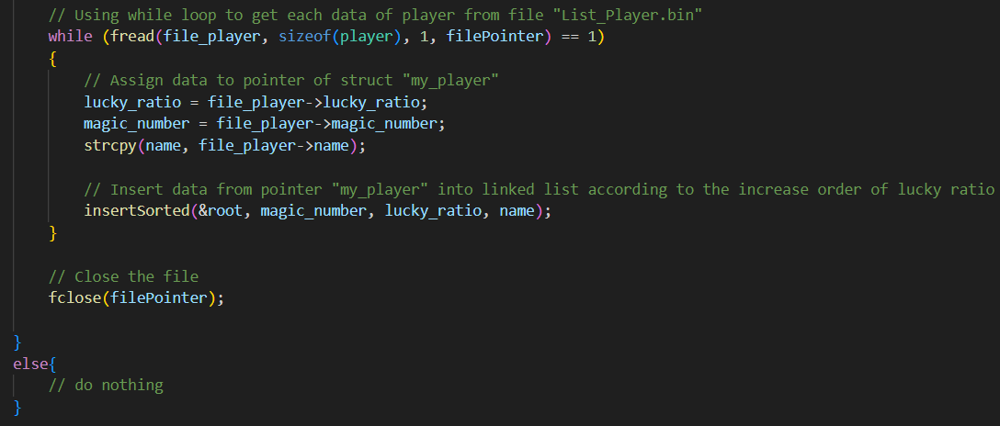 // Using while loop to get each data of player from file "List_Player.bin"
while (fread(file_player, sizeof(player), 1, filePointer) == 1)
{
// Assign data to pointer of struct "my_player"
lucky_ratio = file_player->lucky_ratio;
magic_number = file_player->magic_number;
strcpy(name, file_player->name);
// Insert data from pointer "my_player" into linked list according to the increase order of lucky ratio
insertSorted(&root, magic_number, lucky_ratio, name);
}
// Close the file
fclose(filePointer);
}
else{
// do nothing
}